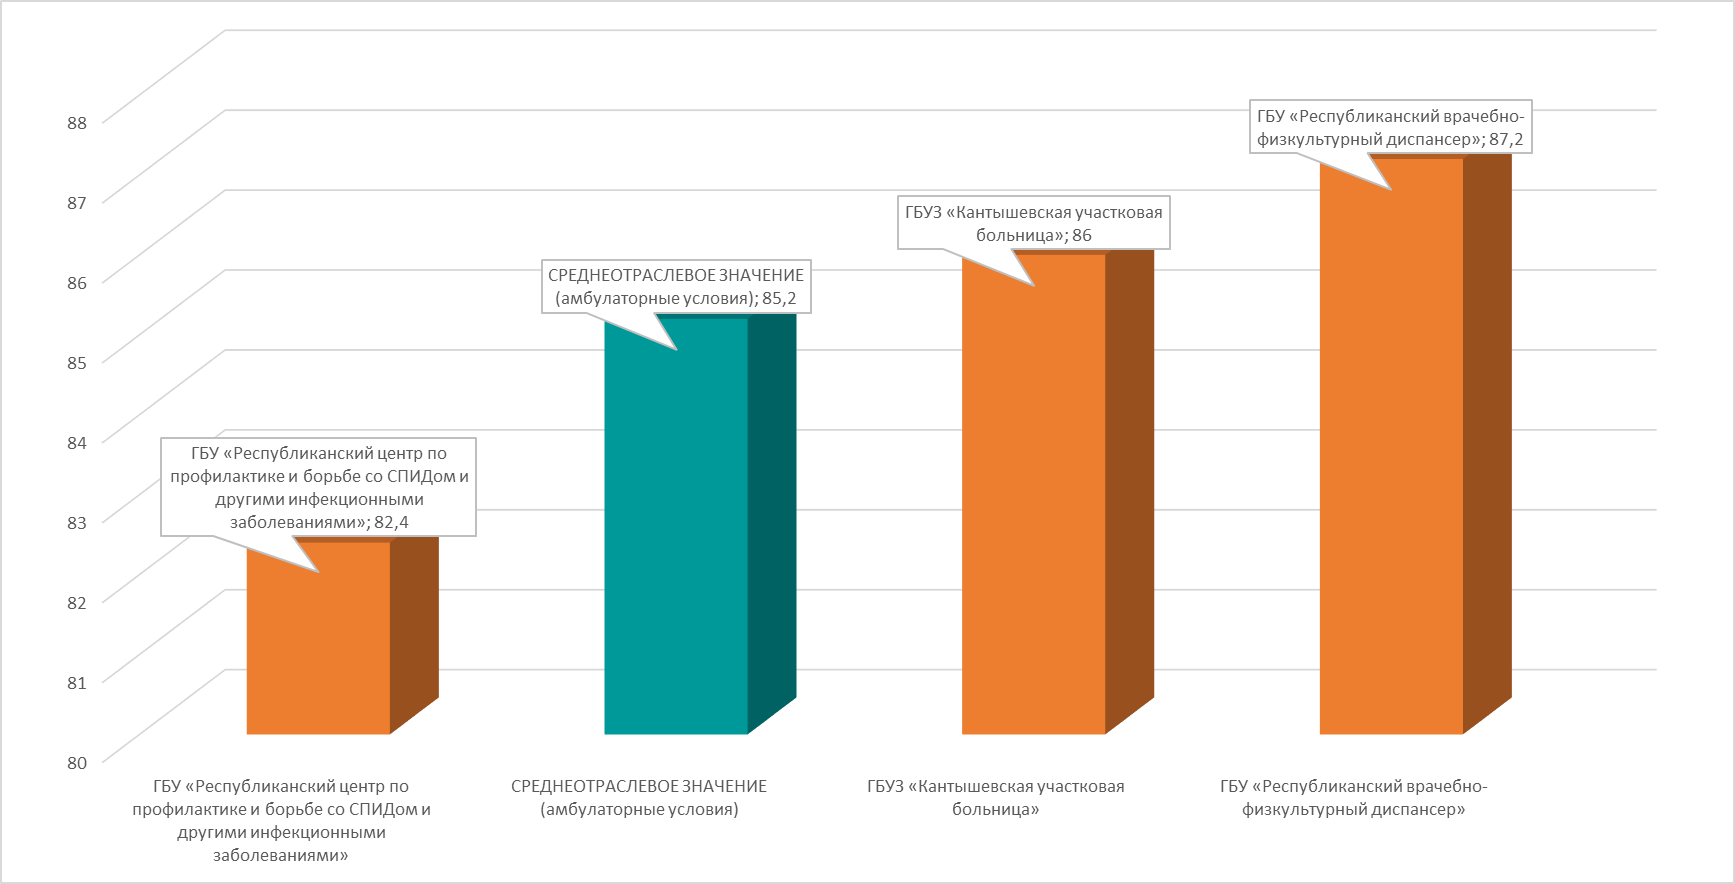 88
87
86
85
84
83
82
81
80
ГБУ «Республиканский центр по
профилактике и борьбе со СПИДом и
другими инфекционными
заболеваниями»; 82,4
СРЕДНЕОТРАСЛЕВОЕ ЗНАЧЕНИЕ
(амбулаторные условия); 85,2
ГБУЗ «Кантышевская участковая
больница»; 86
ГБУ «Республиканский врачебно-
физкультурный диспансер»; 87,2
ГБУ «Республиканский центр по
профилактике и борьбе со СПИДом и
другими инфекционными
заболеваниями»
СРЕДНЕОТРАСЛЕВОЕ ЗНАЧЕНИЕ
(амбулаторные условия)
ГБУЗ «Кантышевская участковая
больница»
ГБУ «Республиканский врачебно-
физкультурный диспансер»